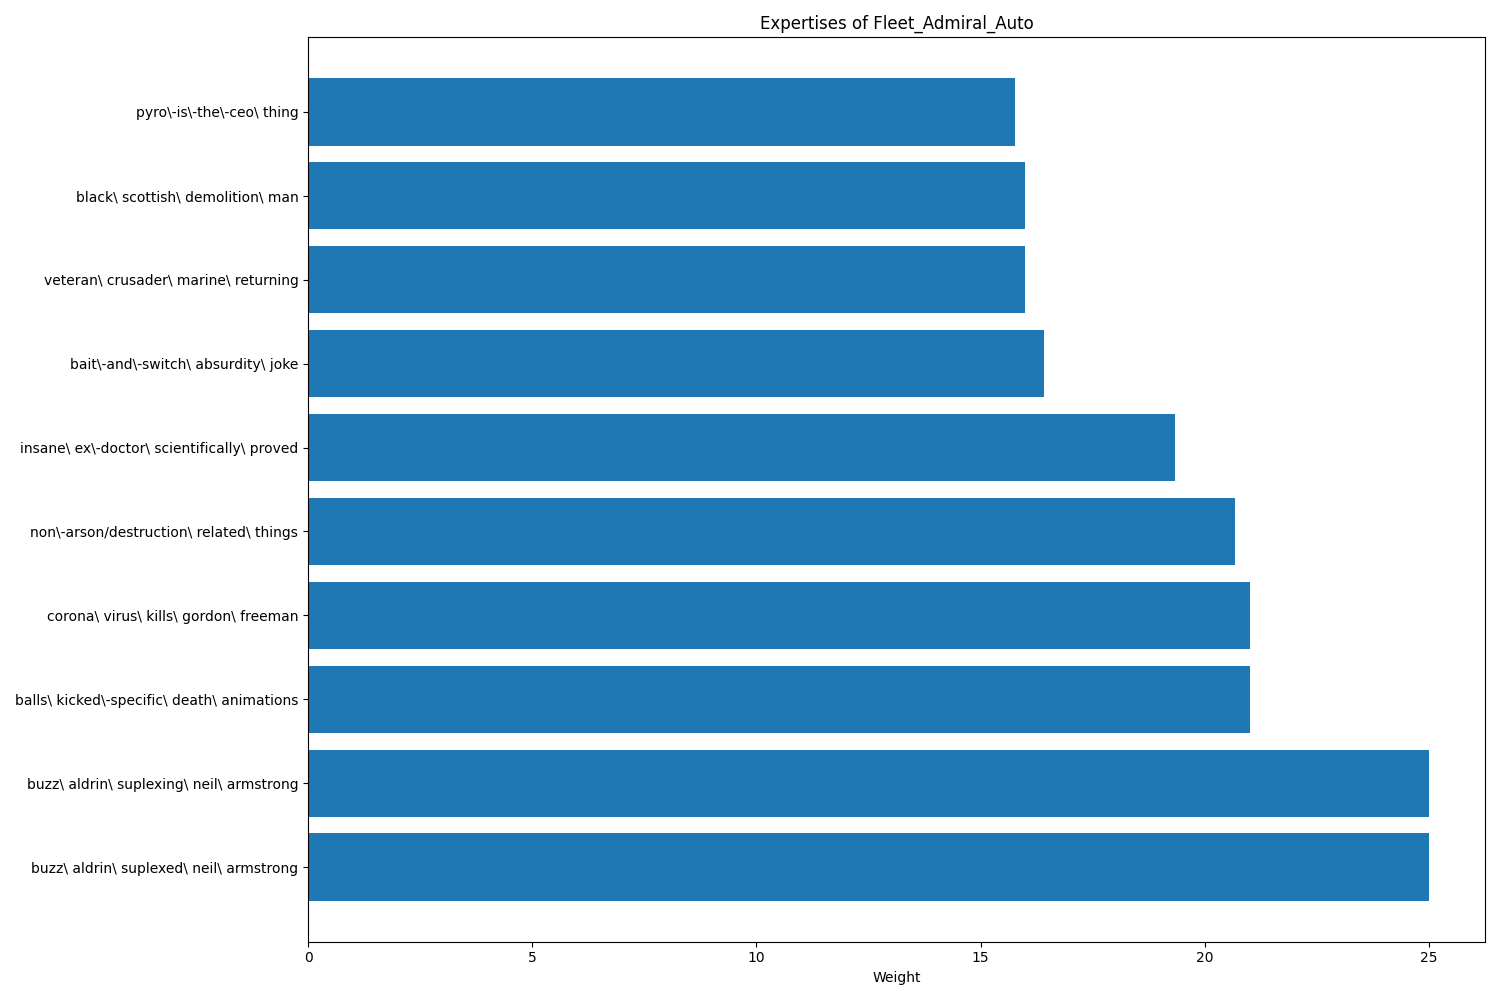 Expertises of Fleet_Admiral_Auto
pyro\-is\-the\-ceo\ thing
black\ scottish\ demolition\ man
veteran\ crusader\ marine\ returning
bait\-and\-switch\ absurdity\ joke
insane\ ex\-doctor\ scientifically\ proved
non\-arson/destruction\ related\ things
corona\ virus\ kills\ gordon\ freeman
balls\ kicked\-specific\ death\ animations
buzz\ aldrin\ suplexing\ neil\ armstrong
buzz\ aldrin\ suplexed\ neil\ armstrong
0 5 10 15 20 25
Weight